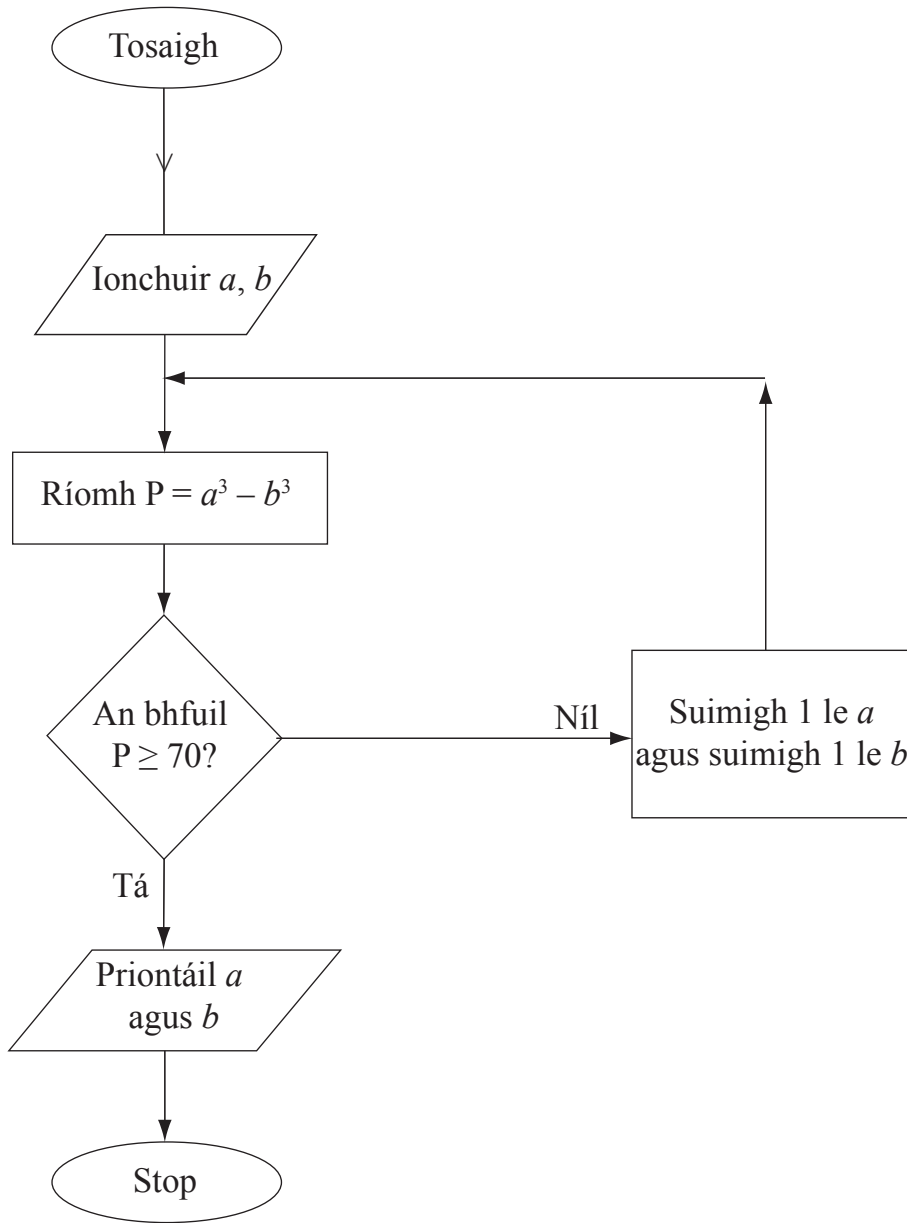 Tosaigh
Ionchuir a, b
Ríomh P = a³ – b³
An bhfuil
P ≥ 70?
Níl
Suimigh 1 le a
agus suimigh 1 le b
Tá
Priontáil a
agus b
Stop